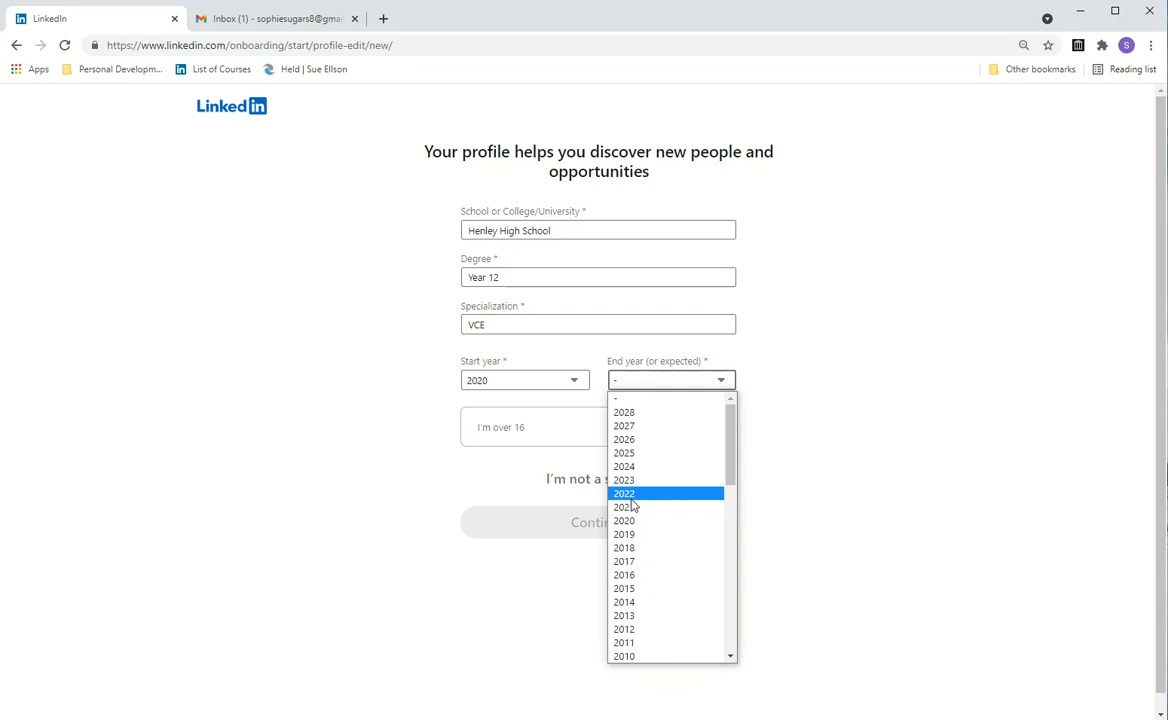 LinkedIn
Inbox (1) - sophiesugars8@gmai
https://www.linkedin.com/onboarding/start/profile-edit/new/
S
Apps
Personal Developm...
List of Courses
Held | Sue Ellson
Other bookmarks
Reading list
Linked in
Your profile helps you discover new people and
opportunities
School or College/University *
Henley High School
Degree *
Year 12
Specialization *
VCE
Start year *
End year (or expected) *
2020
-
-
2028
2027
2026
2025
2024
2023
2022
202
2020
2019
2018
2017
2016
2015
2014
2013
2012
2011
2010
I'm over 16
I'm not a s
Contin